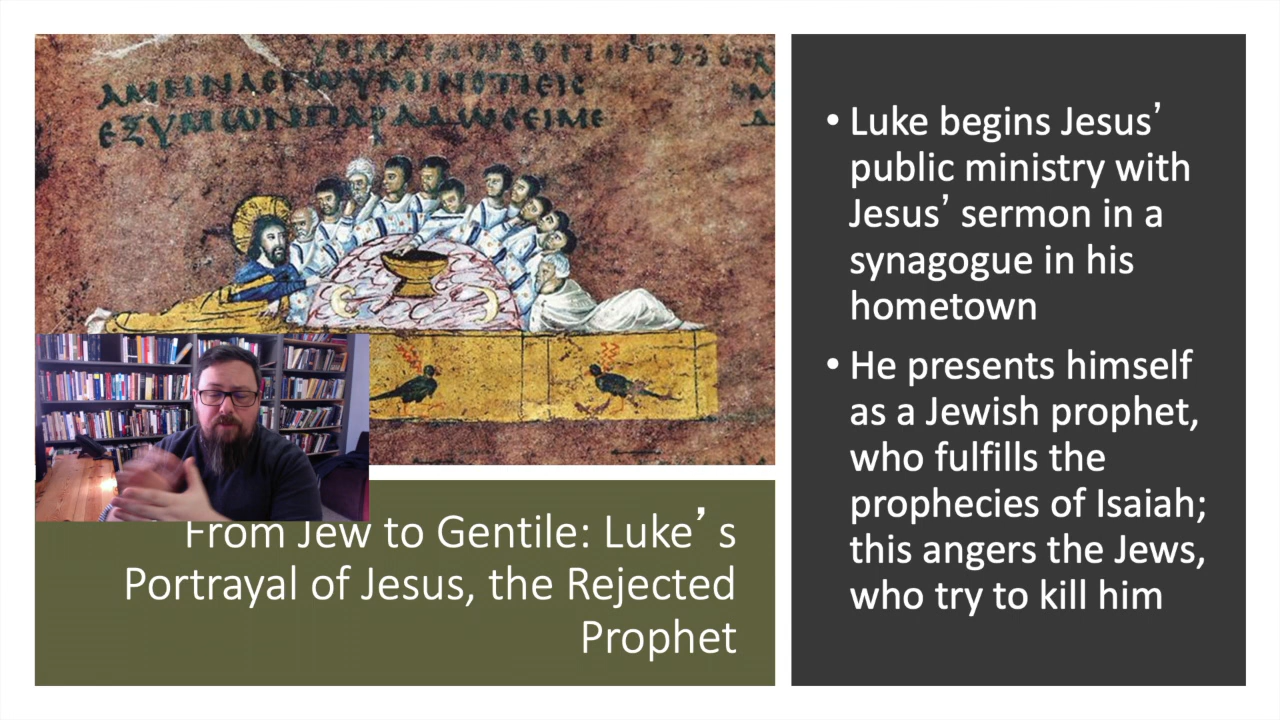 ΑΜΗΝΛΕΓΩΥΜΙΝΟΤΙΕΙC
ΕΞΥΜΩΝΠΑΡΑΔΩCΕΙΜΕ
From Jew to Gentile: Luke’s
Portrayal of Jesus, the Rejected
Prophet
• Luke begins Jesus’
public ministry with
Jesus’ sermon in a
synagogue in his
hometown
• He presents himself
as a Jewish prophet,
who fulfills the
prophecies of Isaiah;
this angers the Jews,
who try to kill him